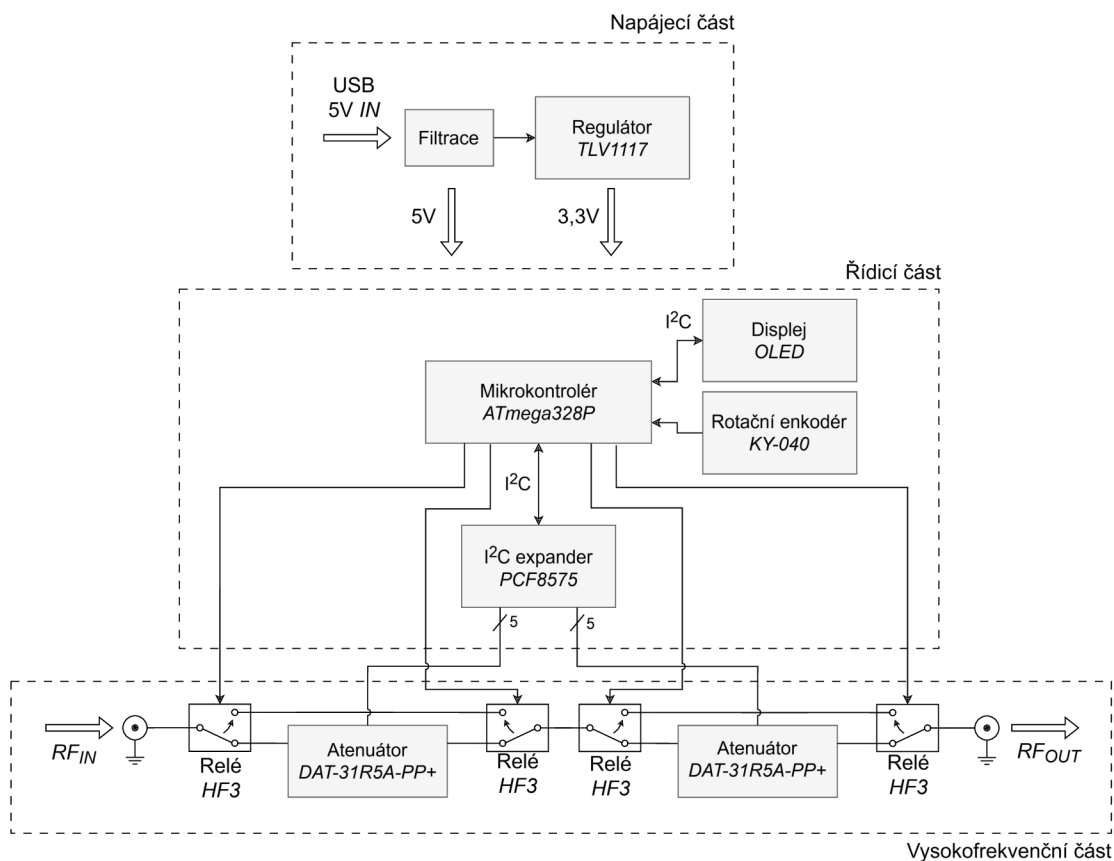 Napájecí část
USB
5V IN
Filtrace
Regulátor
TLV1117
5V
3,3V
Řídicí část
I²C
Displej
OLED
Mikrokontrolér
ATmega328P
Rotační enkodér
KY-040
I²C
I²C expander
PCF8575
5
5
RF_IN
Relé
HF3
Atenuátor
DAT-31R5A-PP+
Relé
HF3
Relé
HF3
Atenuátor
DAT-31R5A-PP+
Relé
HF3
RF_OUT
Vysokofrekvenční část